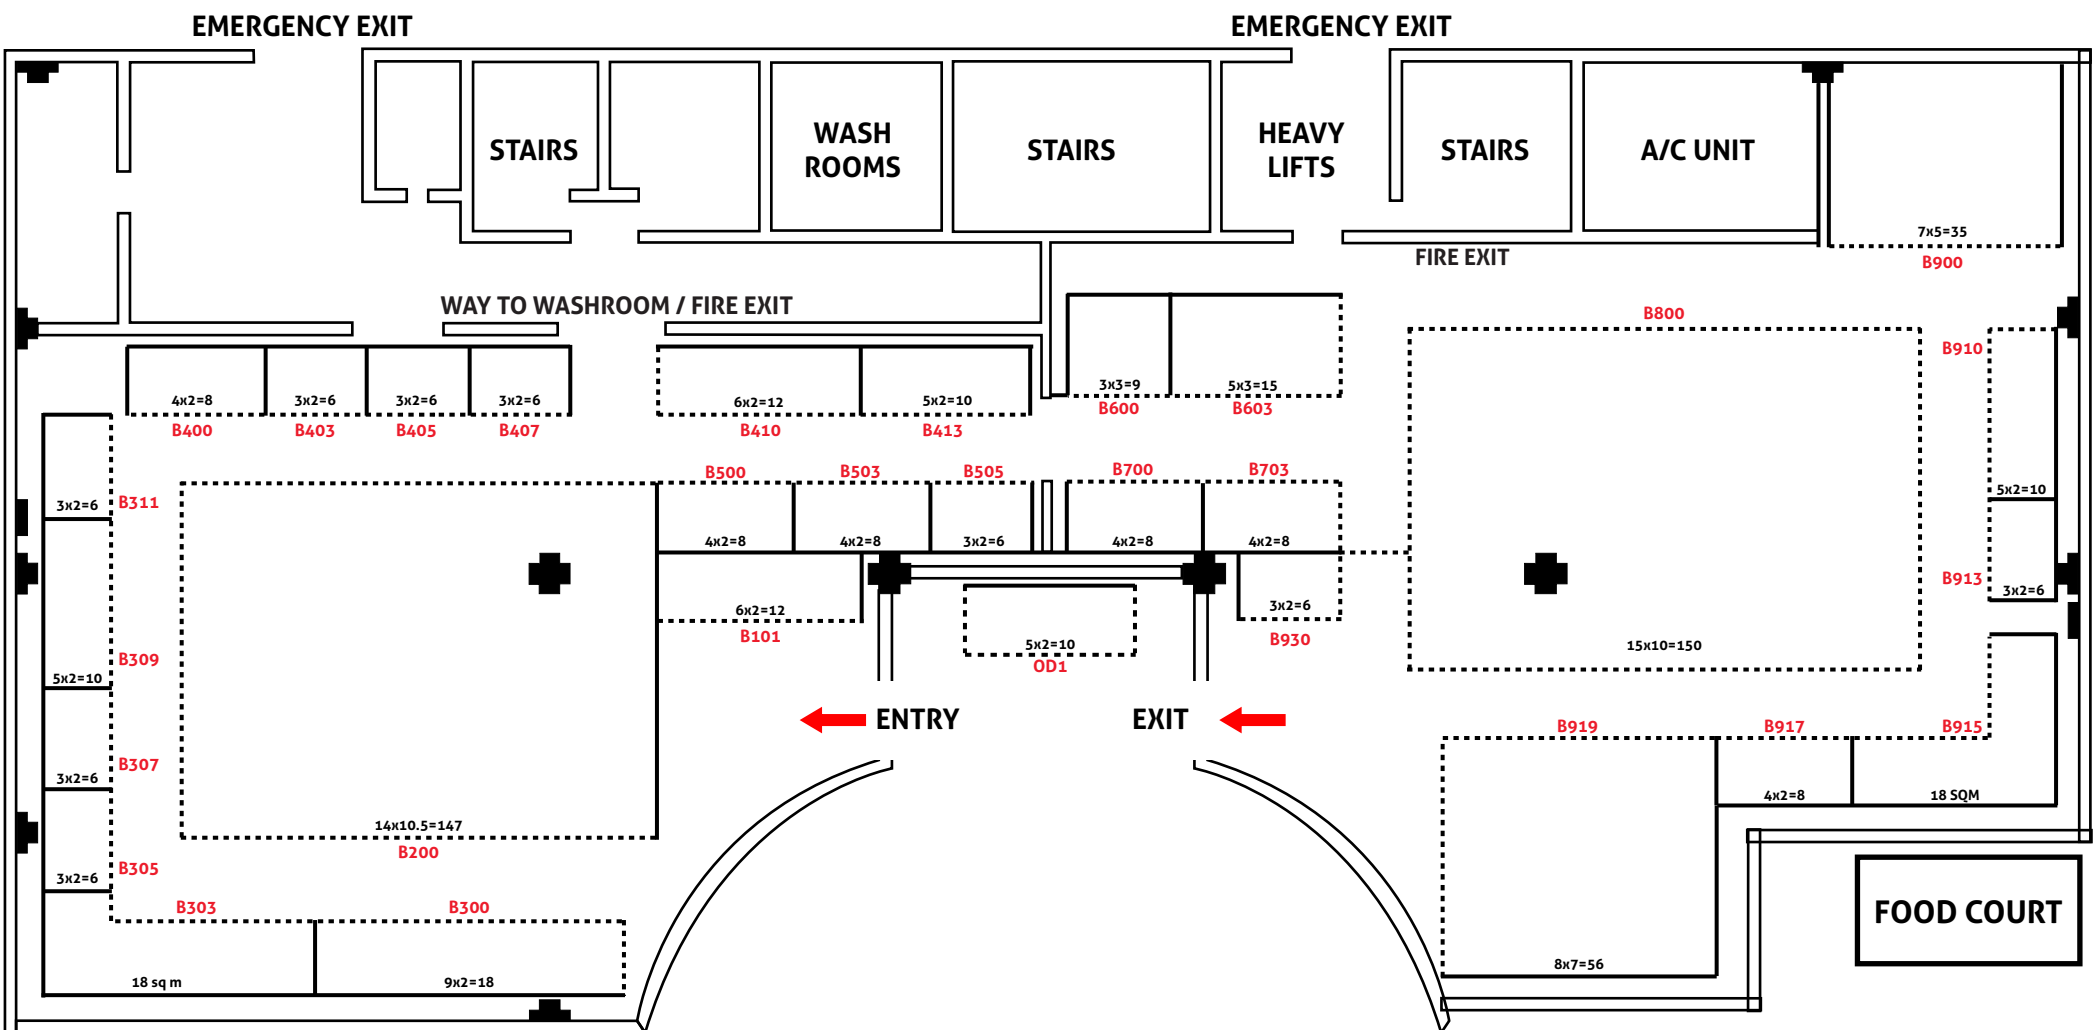 EMERGENCY EXIT
EMERGENCY EXIT
STAIRS
WASH
ROOMS
STAIRS
HEAVY
LIFTS
STAIRS
A/C UNIT
7x5=35
B900
FIRE EXIT
WAY TO WASHROOM / FIRE EXIT
B800
B910
4x2=8
3x2=6
3x2=6
3x2=6
6x2=12
5x2=10
3x3=9
5x3=15
B400
B403
B405
B407
B410
B413
B600
B603
B500
B503
B505
B700
B703
3x2=6
B311
5x2=10
4x2=8
4x2=8
3x2=6
4x2=8
4x2=8
B913
3x2=6
6x2=12
B101
5x2=10
OD1
3x2=6
B930
15x10=150
B309
5x2=10
ENTRY
EXIT
B919
B917
B915
B307
3x2=6
4x2=8
18 SQM
14x10.5=147
B200
B305
3x2=6
B303
B300
FOOD COURT
18 sq m
9x2=18
8x7=56